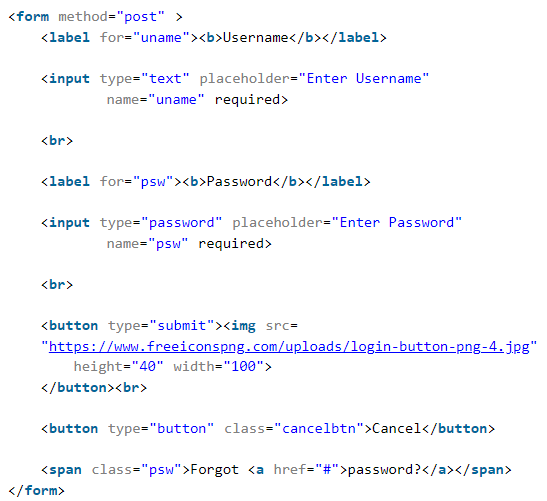 <form method="post" >
<label for="uname"><b>Username</b></label>
<input type="text" placeholder="Enter Username"
name="uname" required>
<br>
<label for="psw"><b>Password</b></label>
<input type="password" placeholder="Enter Password"
name="psw" required>
<br>
<button type="submit"><img src=
"https://www.freeiconspng.com/uploads/login-button-png-4.jpg"
height="40" width="100">
</button><br>
<button type="button" class="cancelbtn">Cancel</button>
<span class="psw">Forgot <a href="#">password?</a></span>
</form>